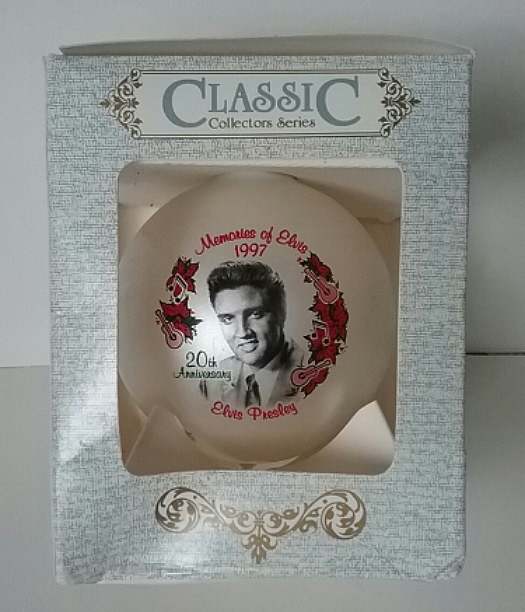 CLASSIC
Collectors Series
Memories of Elvis
1997
20th
Anniversary
Elvis Presley